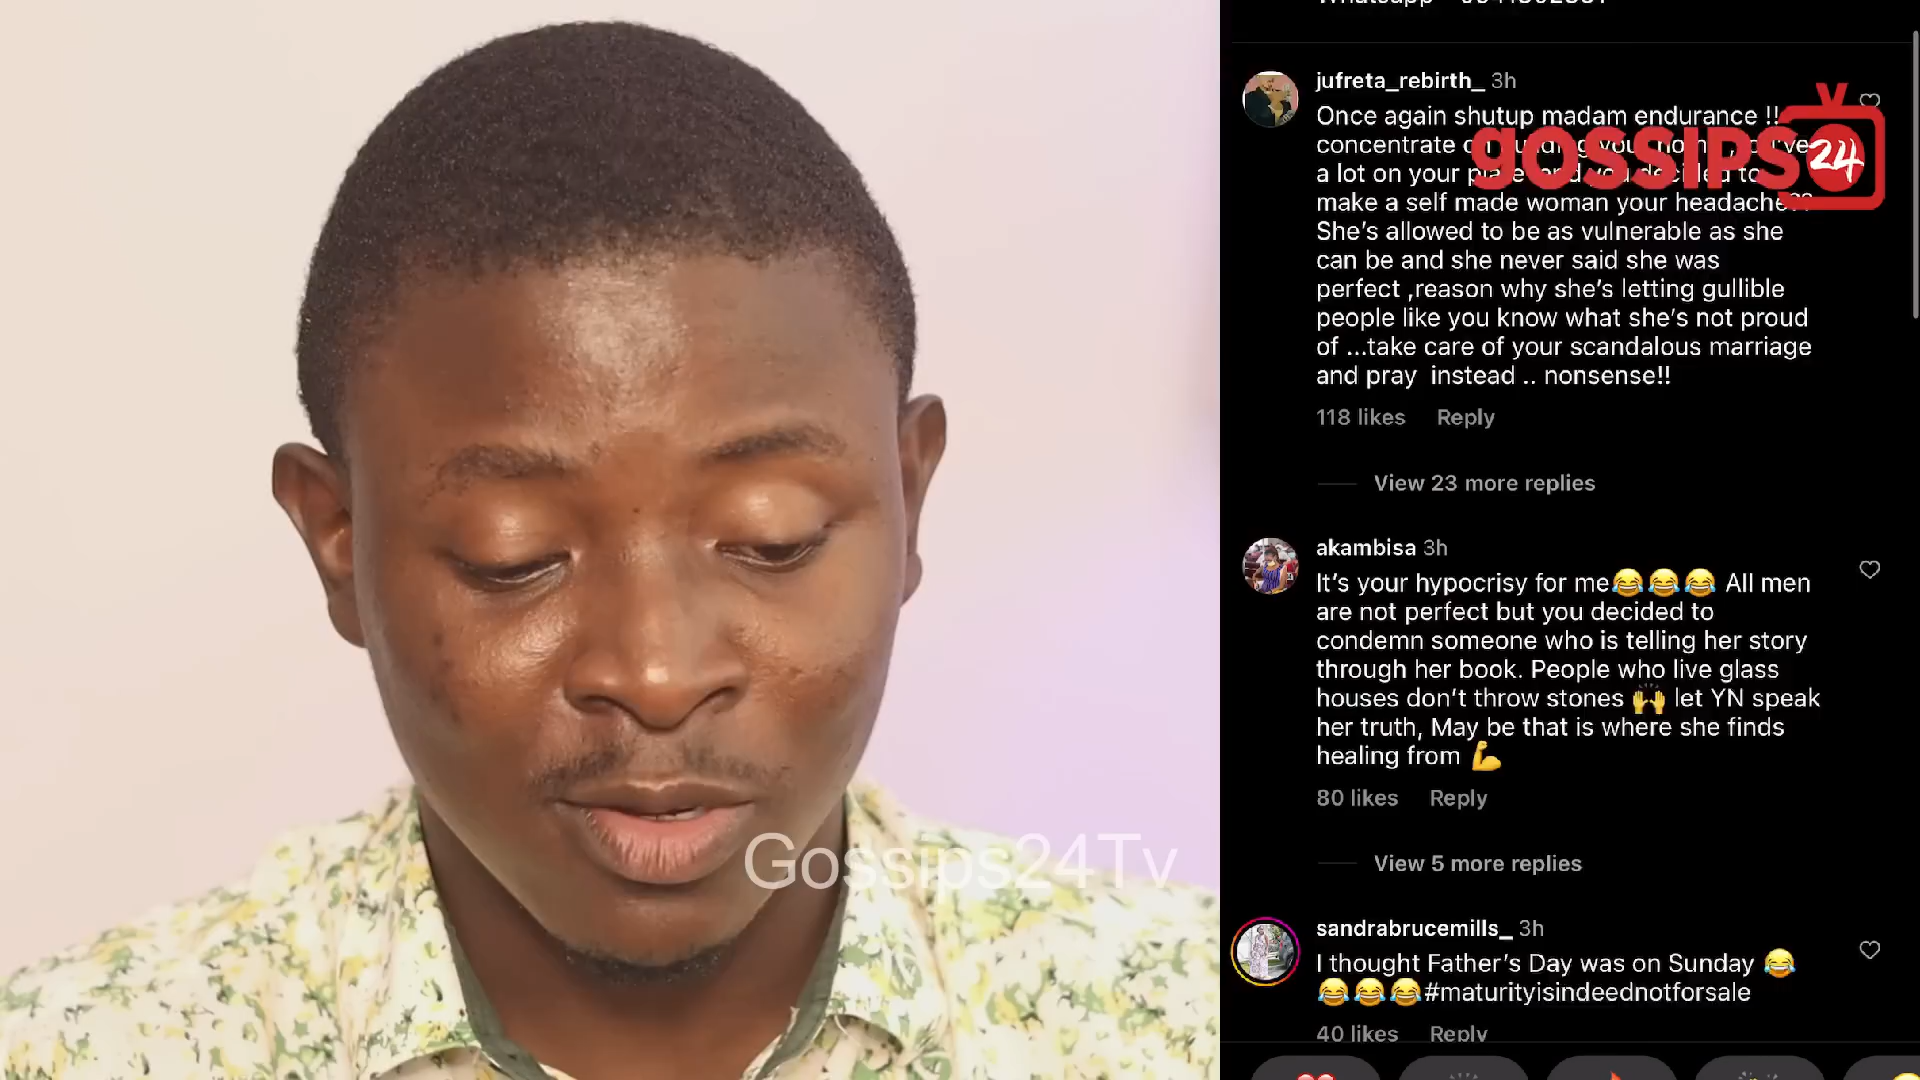 jufreta_rebirth_ 3h
Once again shutup madam endurance !!
concentrate
a lot on your to
make a self made woman your headache??
She's allowed to be as vulnerable as she
can be and she never said she was
perfect ,reason why she's letting gullible
people like you know what she's not proud
of ...take care of your scandalous marriage
and pray instead .. nonsense!!
118 likes Reply
View 23 more replies
gossips 24
akambisa 3h
It's your hypocrisy for me😂😂😂 All men
are not perfect but you decided to
condemn someone who is telling her story
through her book. People who live glass
houses don't throw stones 🙌 let YN speak
her truth, May be that is where she finds
healing from 💪
80 likes Reply
View 5 more replies
Gossips24Tv
sandrabrucemills_ 3h
I thought Father's Day was on Sunday 😂
😂😂😂#maturityisindeednotforsale
40 likes Reply